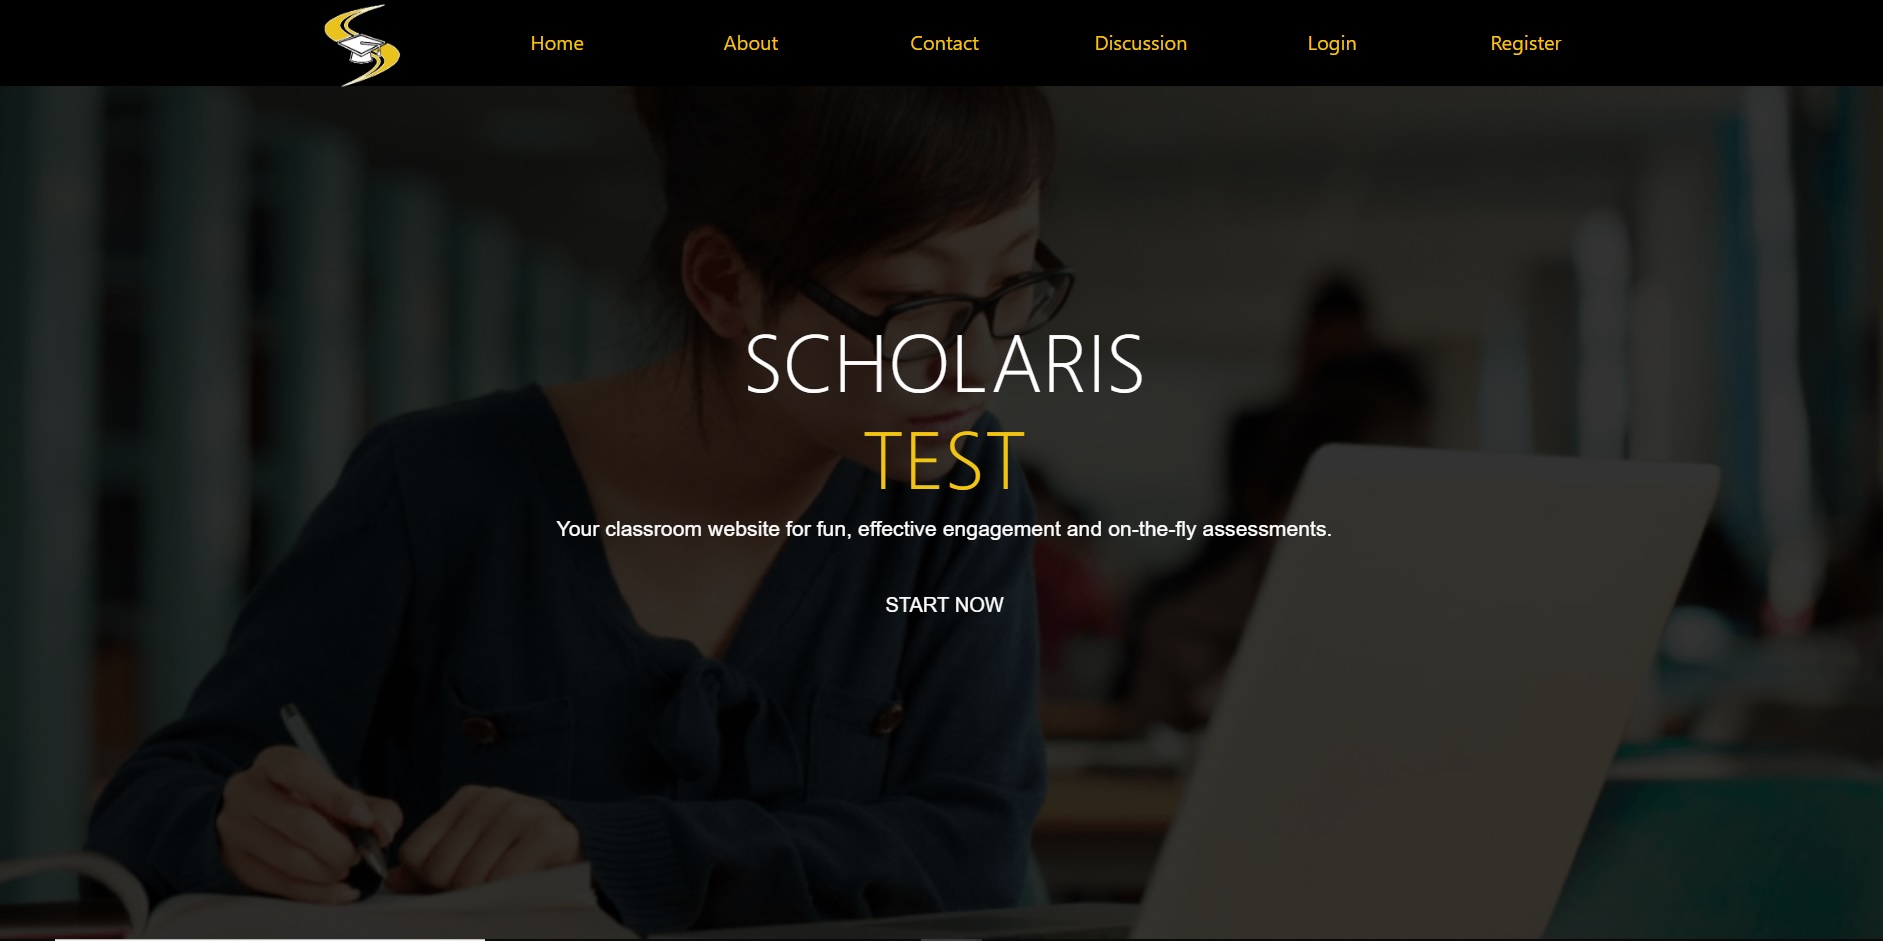 Home
About
Contact
Discussion
Login
Register
SCHOLARIS
TEST
Your classroom website for fun, effective engagement and on-the-fly assessments.
START NOW